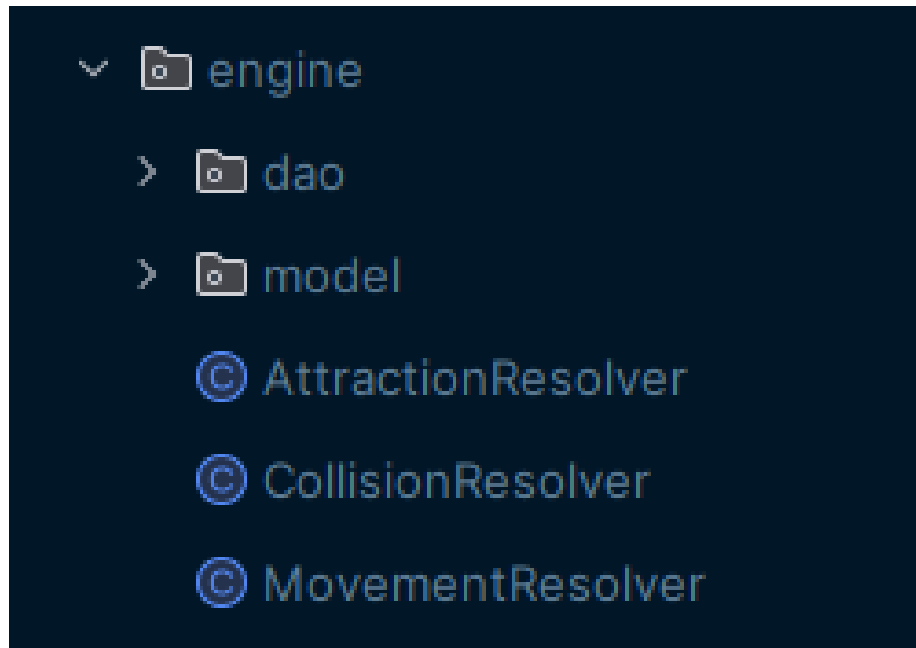 engine
dao
model
AttractionResolver
CollisionResolver
MovementResolver